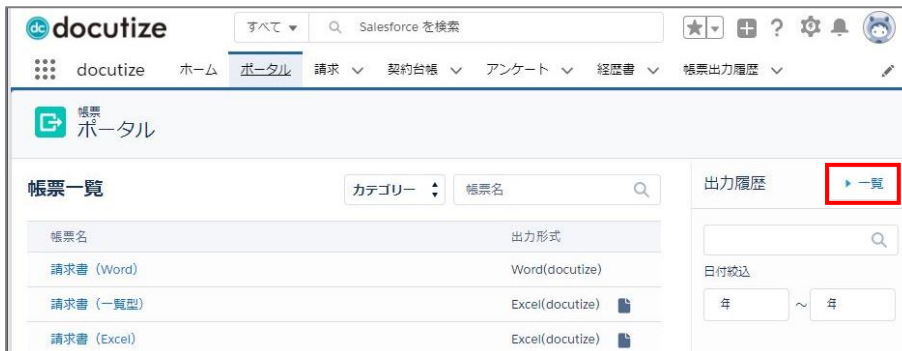 dc docutize
すべて
Salesforce を検索
docutize
ホーム
ポータル
請求
契約台帳
アンケート
経歴書
帳票出力履歴
帳票
ポータル
帳票一覧
カテゴリー
帳票名
出力履歴
一覧
帳票名
出力形式
請求書（Word）
Word(docutize)
請求書（一覧型）
Excel(docutize)
請求書（Excel）
Excel(docutize)
日付絞込
年
～
年